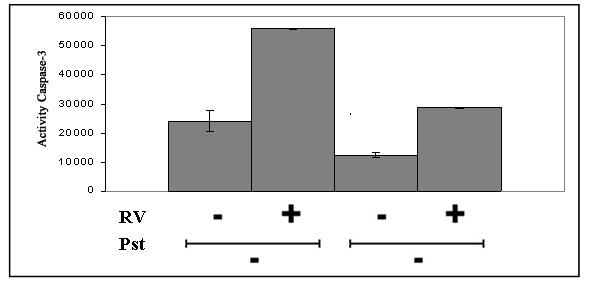 60000
50000
40000
30000
20000
10000
0
Activity Caspase-3
RV - + - +
Pst - -